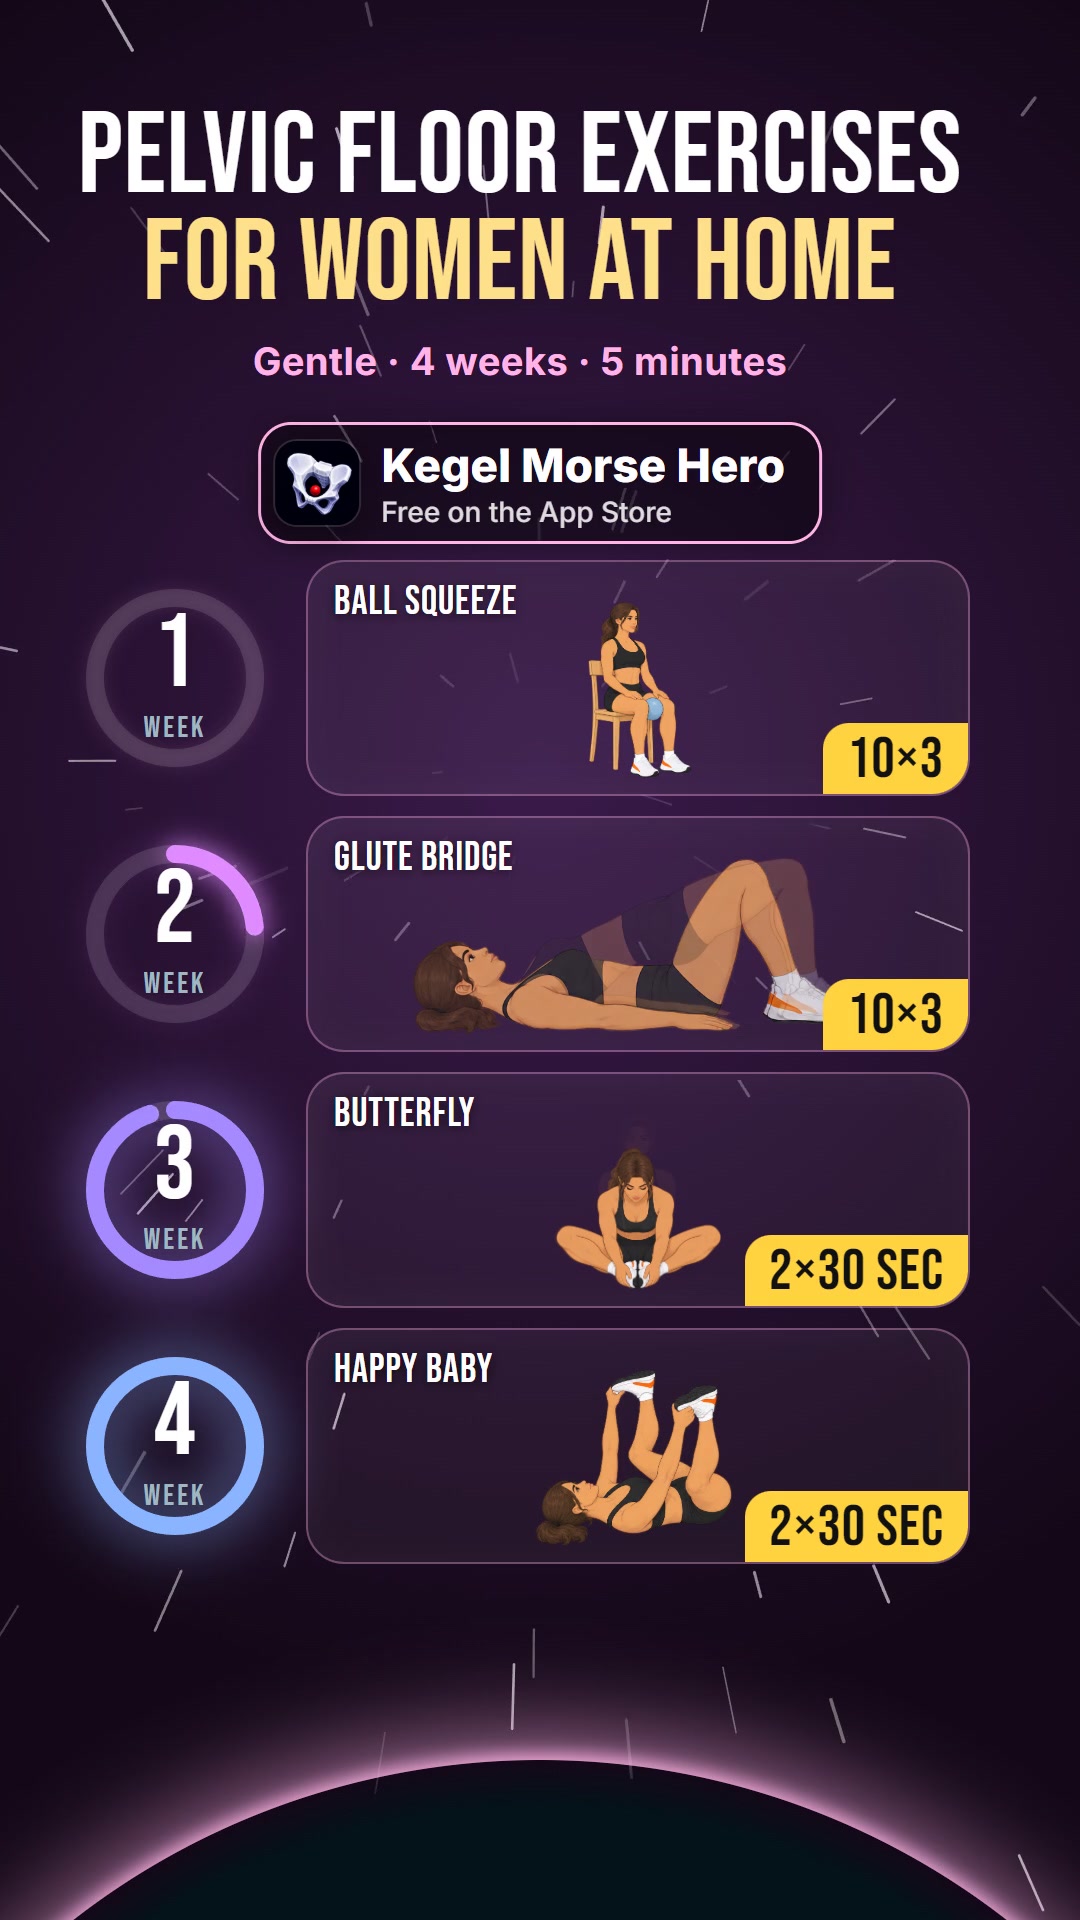 PELVIC FLOOR EXERCISES
FOR WOMEN AT HOME
Gentle · 4 weeks · 5 minutes
Kegel Morse Hero
Free on the App Store
1
WEEK
BALL SQUEEZE
10×3
2
WEEK
GLUTE BRIDGE
10×3
3
WEEK
BUTTERFLY
2×30 SEC
4
WEEK
HAPPY BABY
2×30 SEC